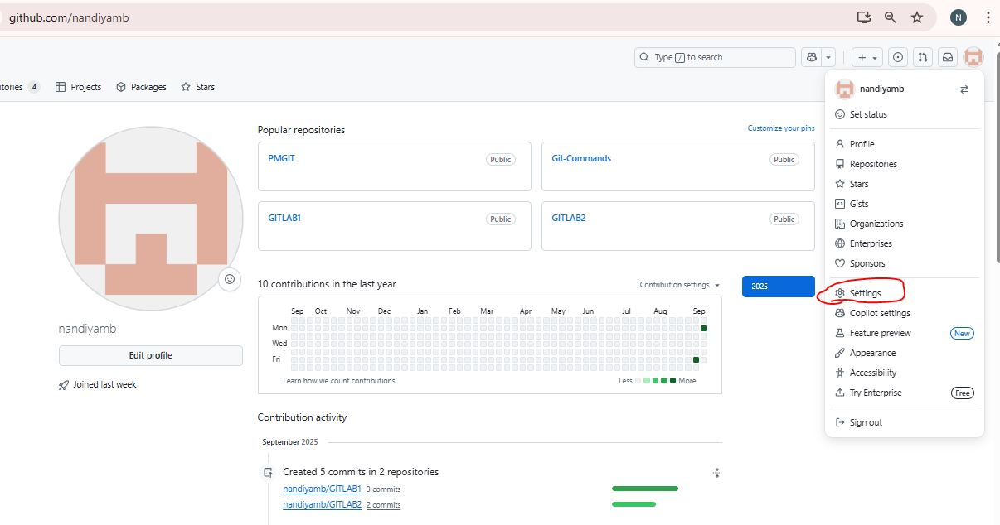 github.com/nandiyamb
N
Type / to search
itories 4 Projects Packages Stars
Popular repositories
Customize your pins
PMGIT Public
Git-Commands Public
GITLAB1 Public
GITLAB2 Public
nandiyamb
Edit profile
Joined last week
10 contributions in the last year
Contribution settings
2025
Sep Oct Nov Dec Jan Feb Mar Apr May Jun Jul Aug Sep
Mon
Wed
Fri
Learn how we count contributions
Less More
Contribution activity
September 2025
Created 5 commits in 2 repositories
nandiyamb/GITLAB1 3 commits
nandiyamb/GITLAB2 2 commits
nandiyamb
Set status
Profile
Repositories
Stars
Gists
Organizations
Enterprises
Sponsors
Settings
Copilot settings
Feature preview New
Appearance
Accessibility
Try Enterprise Free
Sign out